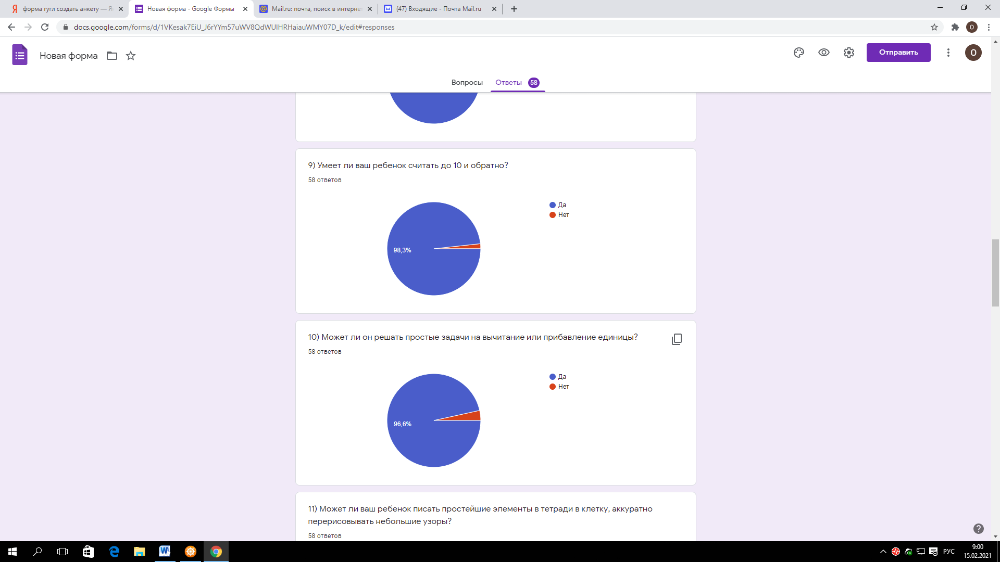 форма гугл создать анкету — Ян
Новая форма - Google Формы
Mail.ru: почта, поиск в интернет
(47) Входящие - Почта Mail.ru
docs.google.com/forms/d/1VKesak7EiU_J6rYYm57uWV8QdWUIHRHaiauWMY07D_k/edit#responses
O
Новая форма
Отправить
O
Вопросы
Ответы 58
9) Умеет ли ваш ребенок считать до 10 и обратно?
58 ответов
Да
Нет
98,3%
10) Может ли он решать простые задачи на вычитание или прибавление единицы?
58 ответов
Да
Нет
96,6%
11) Может ли ваш ребенок писать простейшие элементы в тетради в клетку, аккуратно
перерисовывать небольшие узоры?
58 ответов
РУС
9:00
15.02.2021